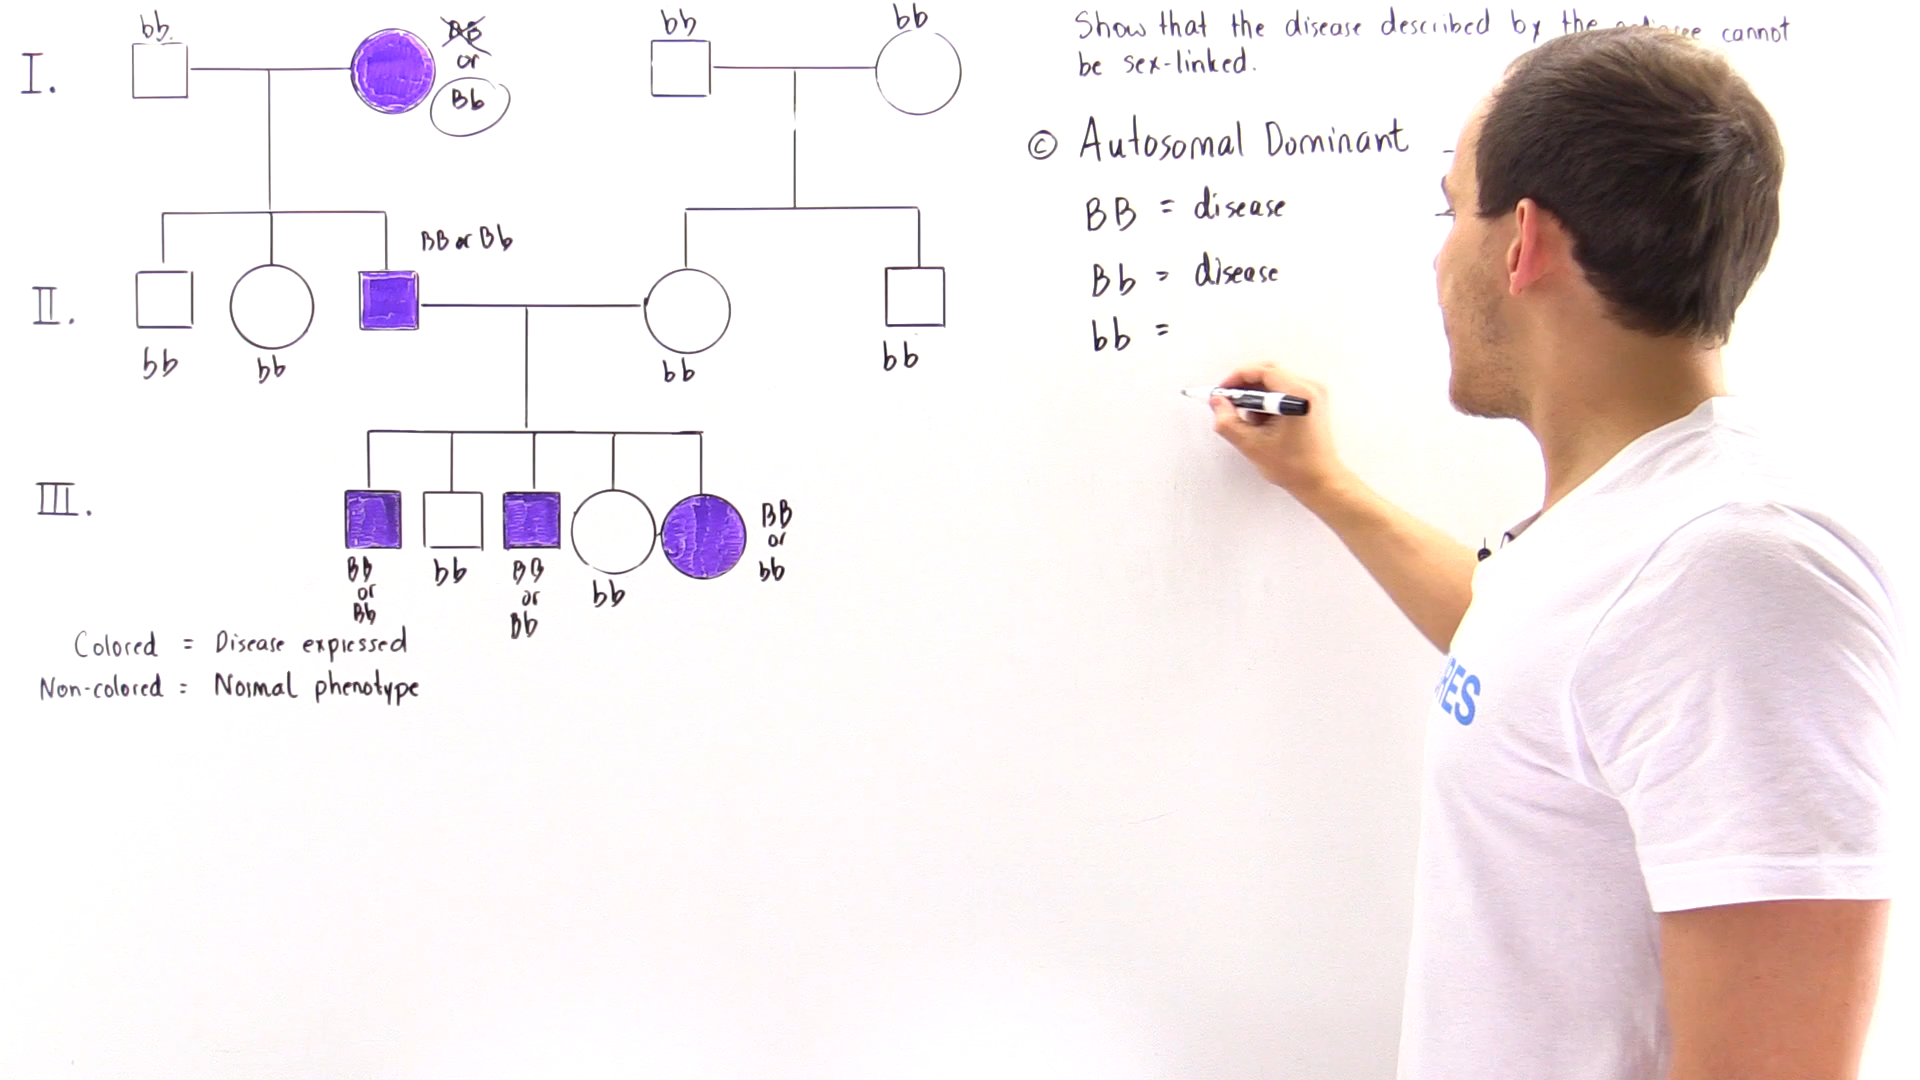 Show that the disease described by the cannot
be sex-linked.
© Autosomal Dominant
BB = disease
Bb = disease
bb =
I.
bb
BB
or
Bb
bb
bb
BB or Bb
II.
bb
bb
bb
bb
III.
BB
or
Bb
bb
BB
or
Bb
bb
BB
or
bb
Colored = Disease expressed
Non-colored = Normal phenotype
RES